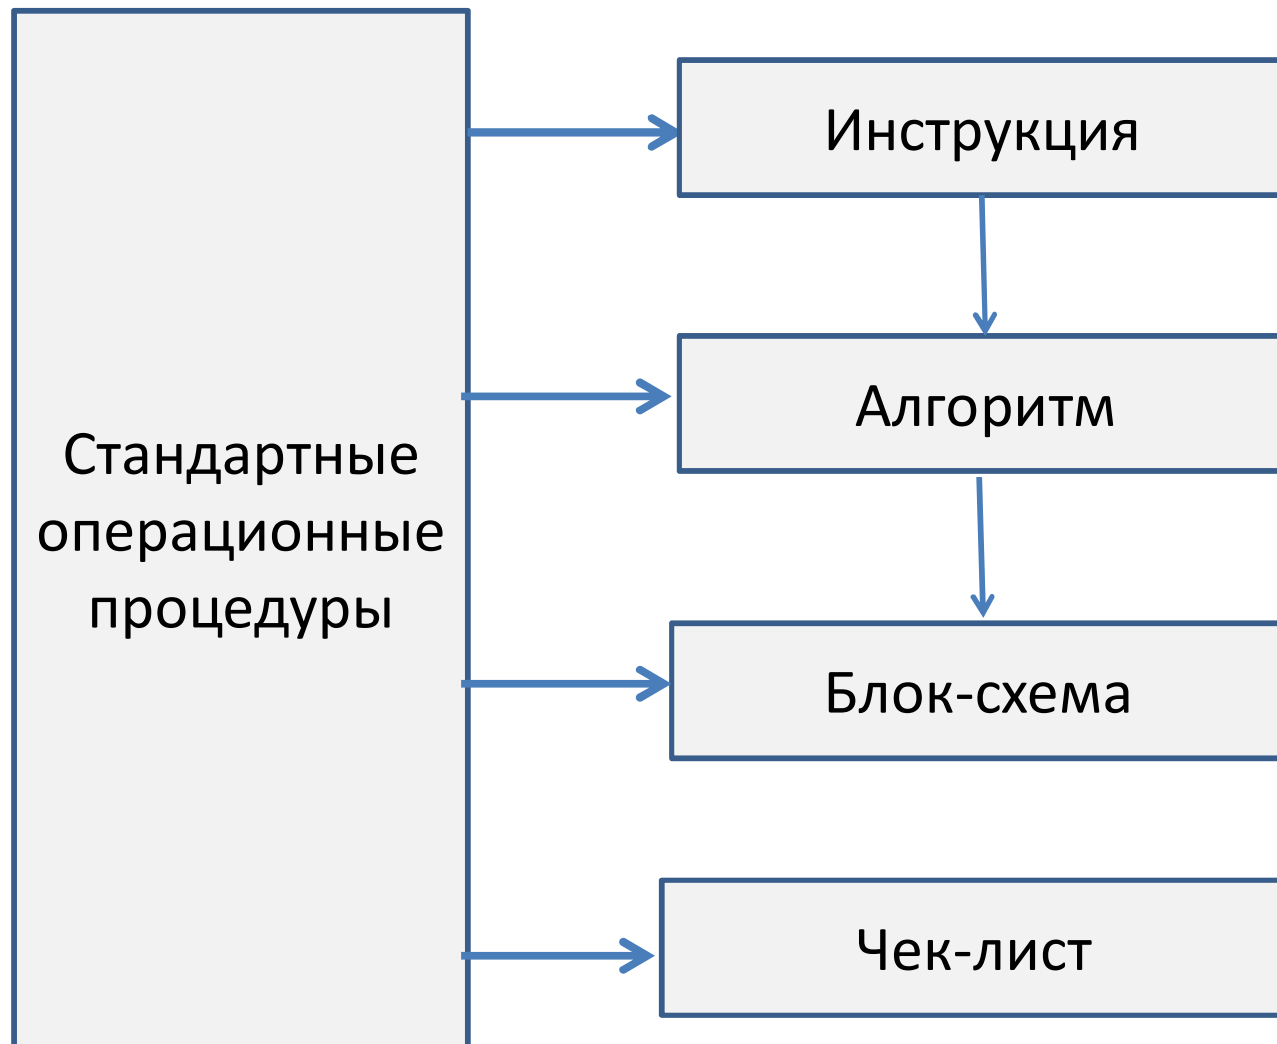 Стандартные
операционные
процедуры
Инструкция
Алгоритм
Блок-схема
Чек-лист